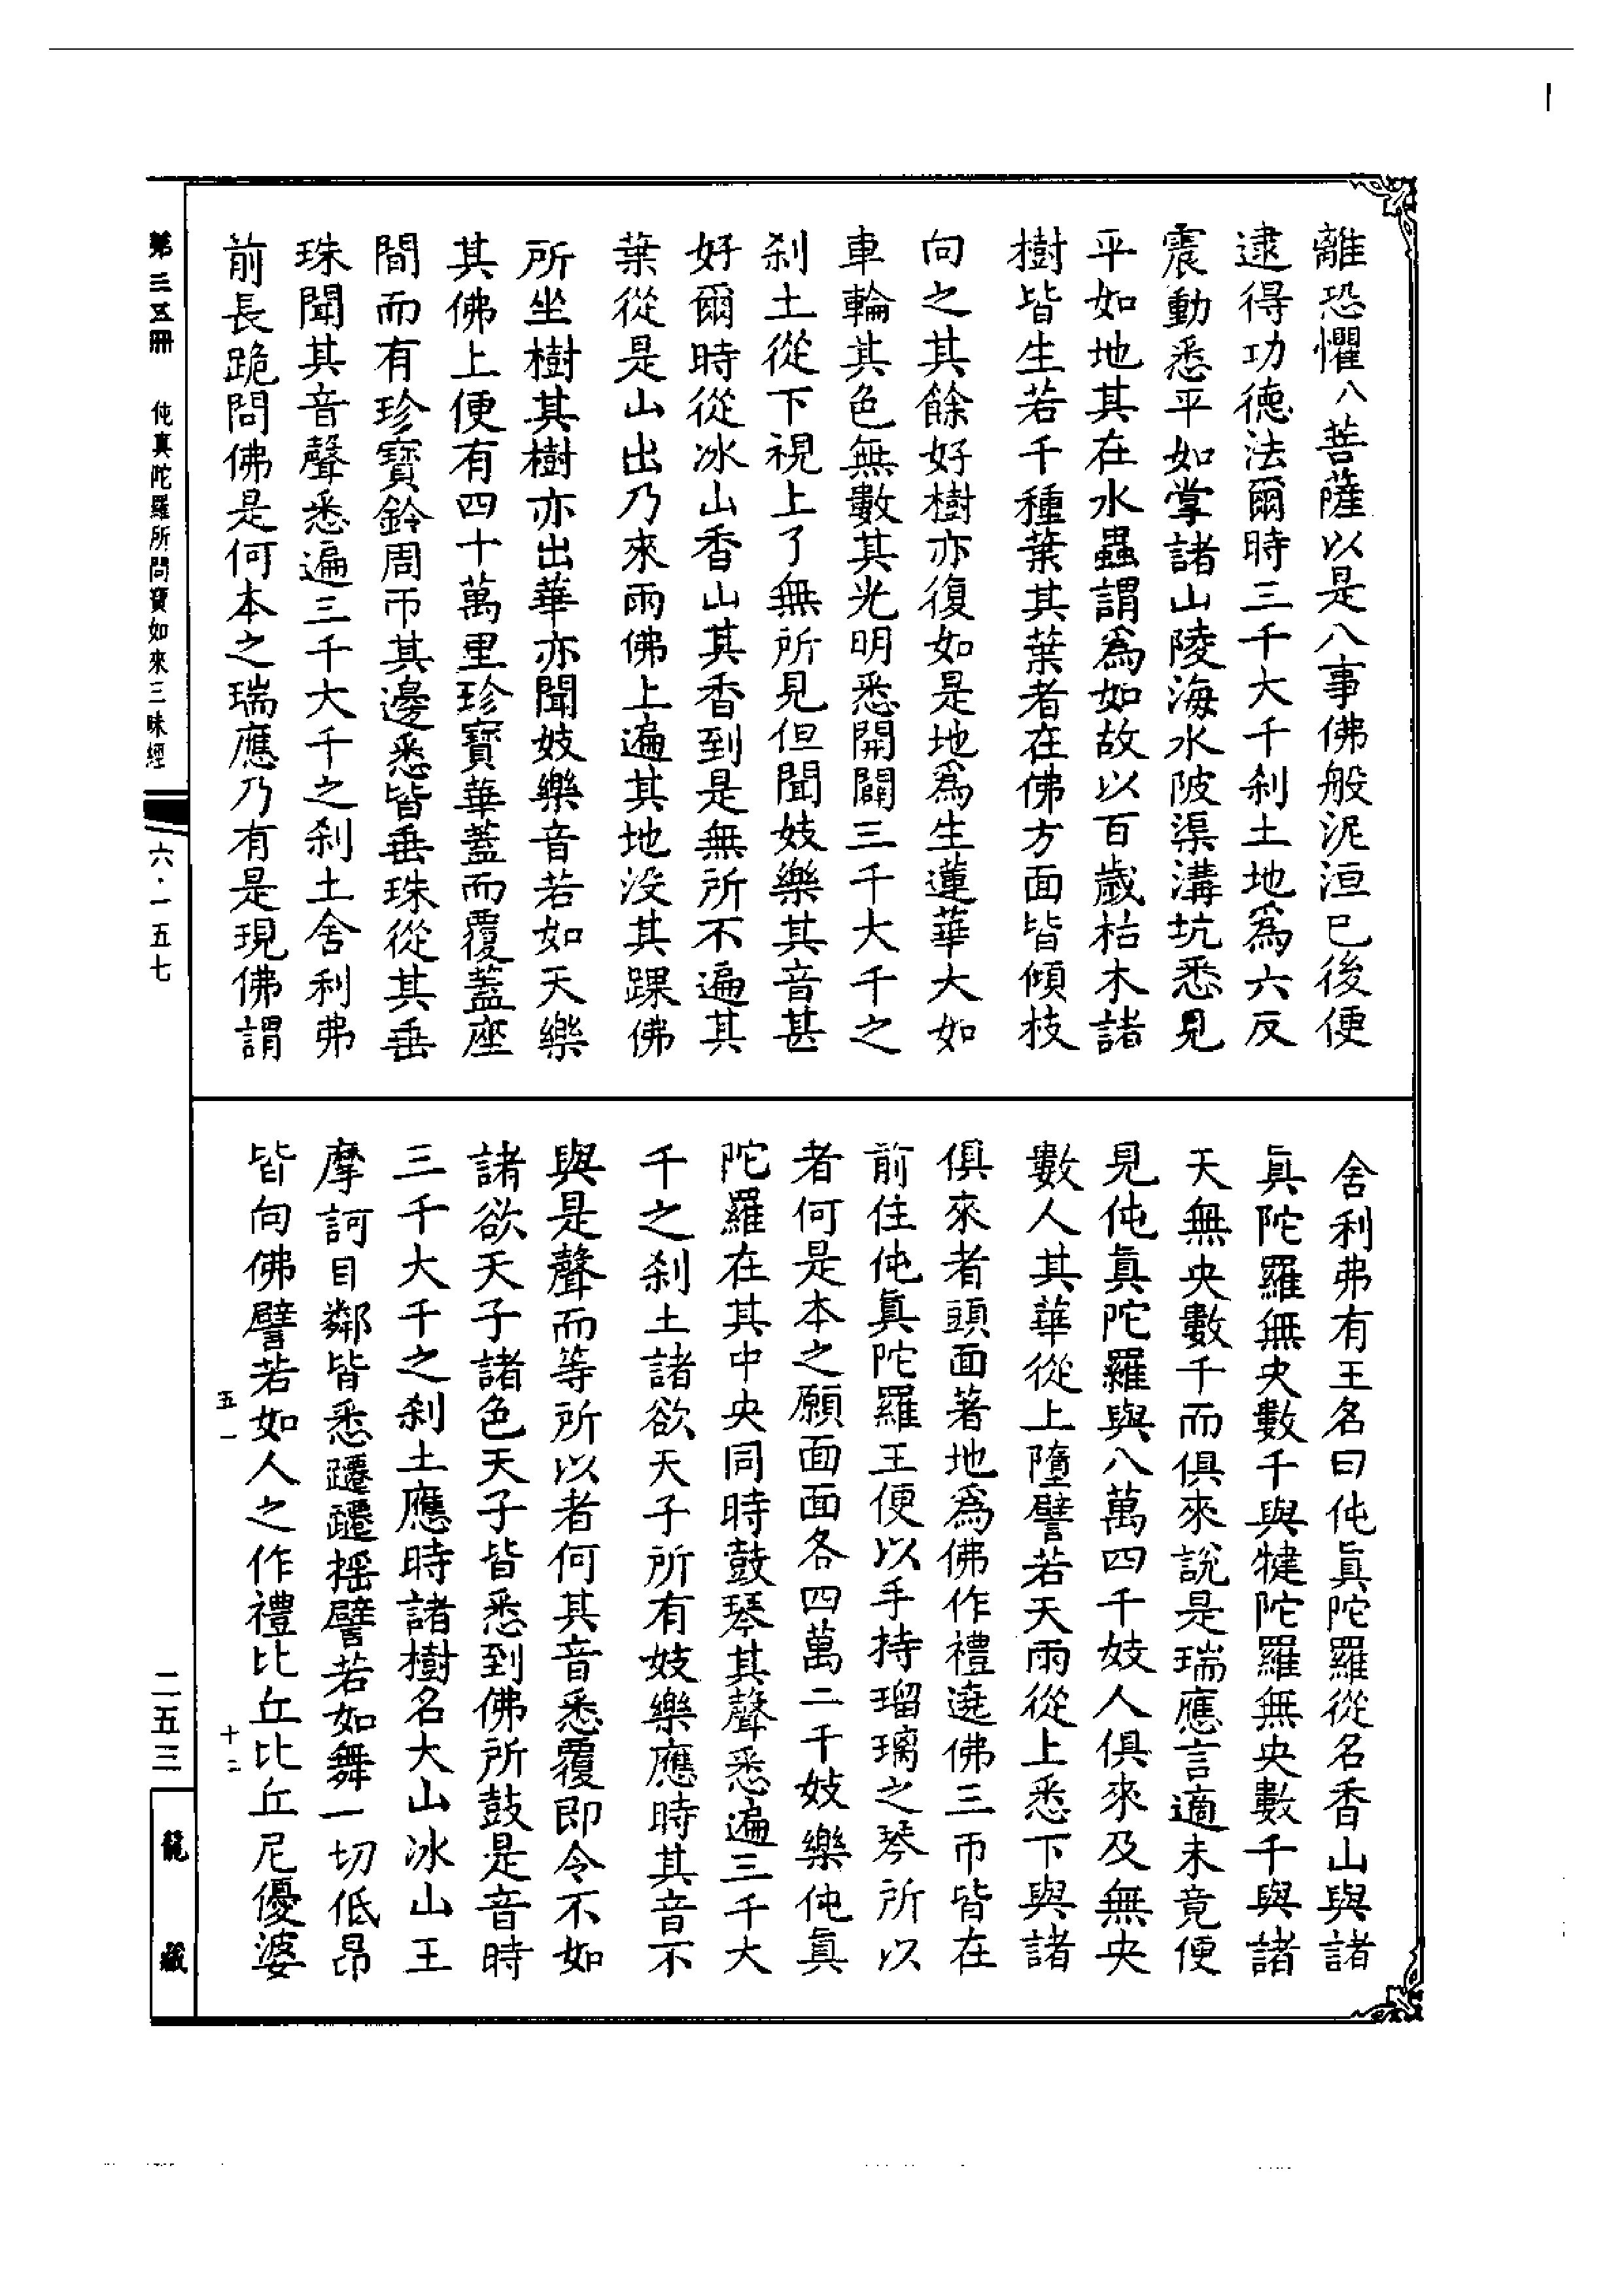 離恐懼八菩薩以是八事佛般泥洹已後便
逮得功德法爾時三千大千刹土地為六反
震動悉平如掌諸山陵海水陂渠溝坑悉見
平如地其在水蟲謂為如故以百歲枯木諸
樹皆生若干種葉其葉者在佛方面皆傾枝
向之其餘好樹亦復如是地為生蓮華大如
車輪其色無數其光明悉開闢三千大千之
刹土從下視上了無所見但聞妓樂其音甚
好爾時從冰山香山其香到是無所不遍其
葉從是山出乃來雨佛上遍其地没其踝佛
所坐樹其樹亦出華亦聞妓樂音若如天樂
其佛上便有四十萬里珍寶華蓋而覆蓋座
間而有珍寶鈴周帀其邊悉皆垂珠從其垂
珠聞其音聲悉遍三千大千之刹土舍利弗
前長跪問佛是何本之瑞應乃有是現佛謂
舍利弗有王名曰伅真陀羅從名香山與諸
真陀羅無央數千與犍陀羅無央數千與諸
天無央數千而俱來說是瑞應言適未竟便
見伅真陀羅與八萬四千妓人俱來及無央
數人其華從上墮譬若天雨從上悉下與諸
俱來者頭面著地為佛作禮遶佛三帀皆在
前住伅真陀羅王便以手持瑠璃之琴所以
者何是本之願面面各四萬二千妓樂伅真
陀羅在其中央同時鼓琴其聲悉遍三千大
千之刹土諸欲天子所有妓樂應時其音不
與是聲而等所以者何其音悉覆即令不如
諸欲天子諸色天子皆悉到佛所鼓是音時
三千大千之刹土應時諸樹名大山冰山王
摩訶目鄰皆悉躚躚搖譬若如舞一切低昂
皆向佛譬若如人之作禮比丘比丘尼優婆
五一
十二
第三五冊
伅真陀羅所問寶如來三昧經
六·一五七
二五三
龍藏